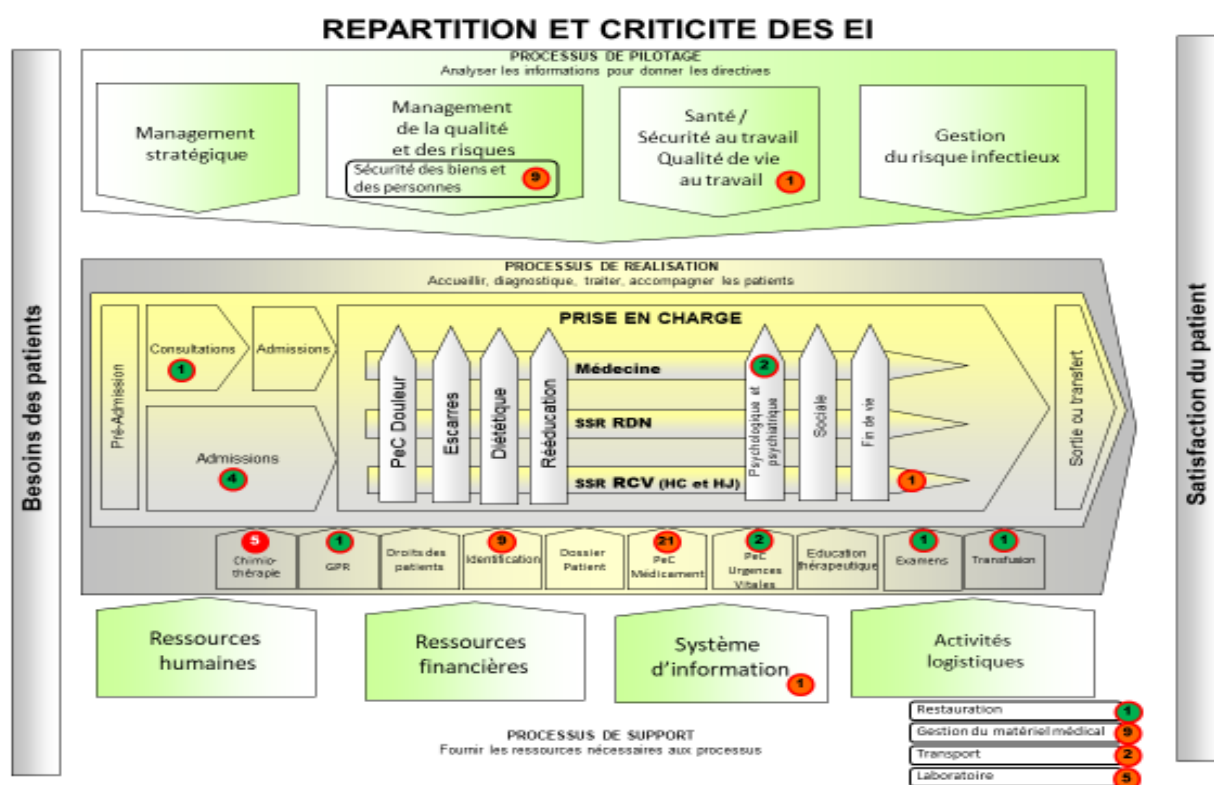 REPARTITION ET CRITICITE DES EI
Besoins des patients
PROCESSUS DE PILOTAGE
Analyser les informations pour donner les directives
Management
stratégique
Management
de la qualité
et des risques
Sécurité des biens et
des personnes
9
Santé /
Sécurité au travail
Qualité de vie
au travail
1
Gestion
du risque infectieux
PROCESSUS DE REALISATION
Accueillir, diagnostique, traiter, accompagner les patients
Pré-Admission
Consultations
1
Admissions
Admissions
4
PRISE EN CHARGE
PeC Douleur
Escarres
Diététique
Rééducation
Médecine
SSR RDN
SSR RCV (HC et HJ)
2
Psychologique et
psychiatrique
Sociale
Fin de vie
1
Sortie ou transfert
5
Chimio-
thérapie
1
GPR
Droits des
patients
9
Identification
Dossier
Patient
21
PeC
Médicament
2
PeC
Urgences
Vitales
Education
thérapeutique
1
Examens
1
Transfusion
Ressources
humaines
Ressources
financières
Système
d'information
1
Activités
logistiques
Restauration 1
Gestion du matériel médical 9
Transport 2
Laboratoire 5
PROCESSUS DE SUPPORT
Fournir les ressources nécessaires aux processus
Satisfaction du patient